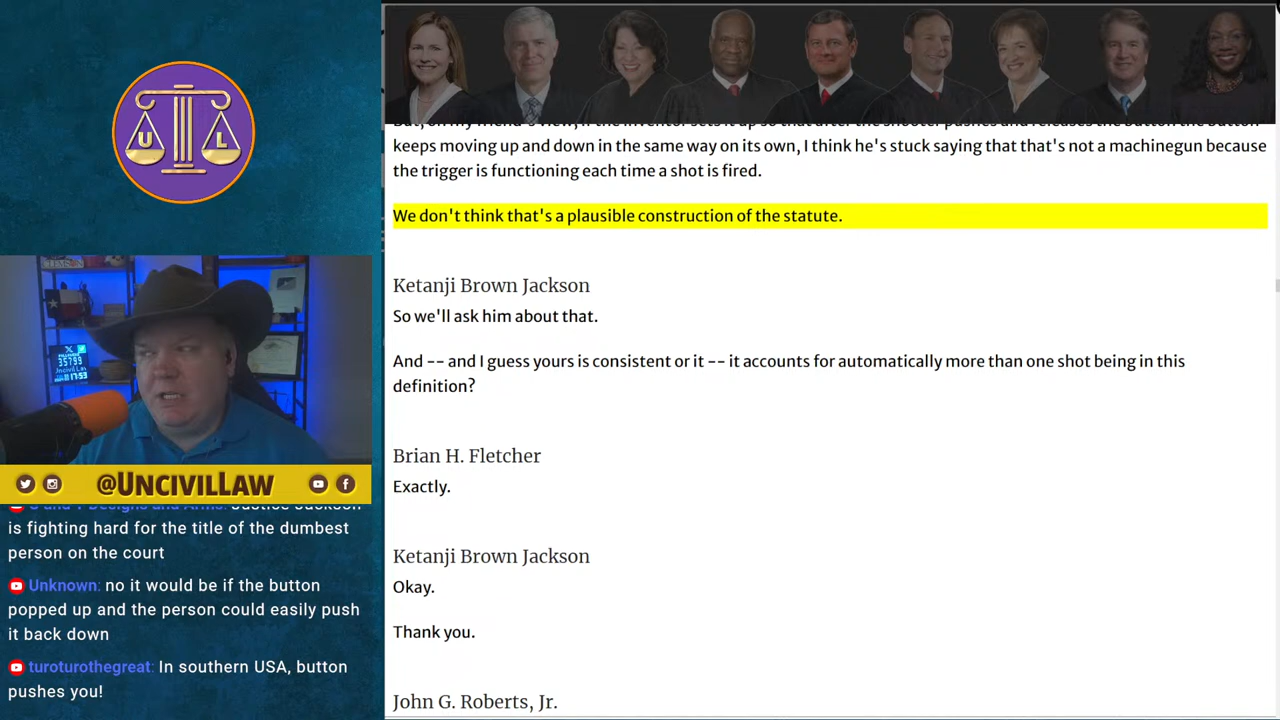 U L
35799
UncivilLaw
@UNCIVILLAW
is fighting hard for the title of the dumbest
person on the court
Unknown: no it would be if the button
popped up and the person could easily push
it back down
turoturothegreat: In southern USA, button
pushes you!
keeps moving up and down in the same way on its own, I think he's stuck saying that that's not a machinegun because
the trigger is functioning each time a shot is fired.
We don't think that's a plausible construction of the statute.
Ketanji Brown Jackson
So we'll ask him about that.
And -- and I guess yours is consistent or it -- it accounts for automatically more than one shot being in this
definition?
Brian H. Fletcher
Exactly.
Ketanji Brown Jackson
Okay.
Thank you.
John G. Roberts, Jr.